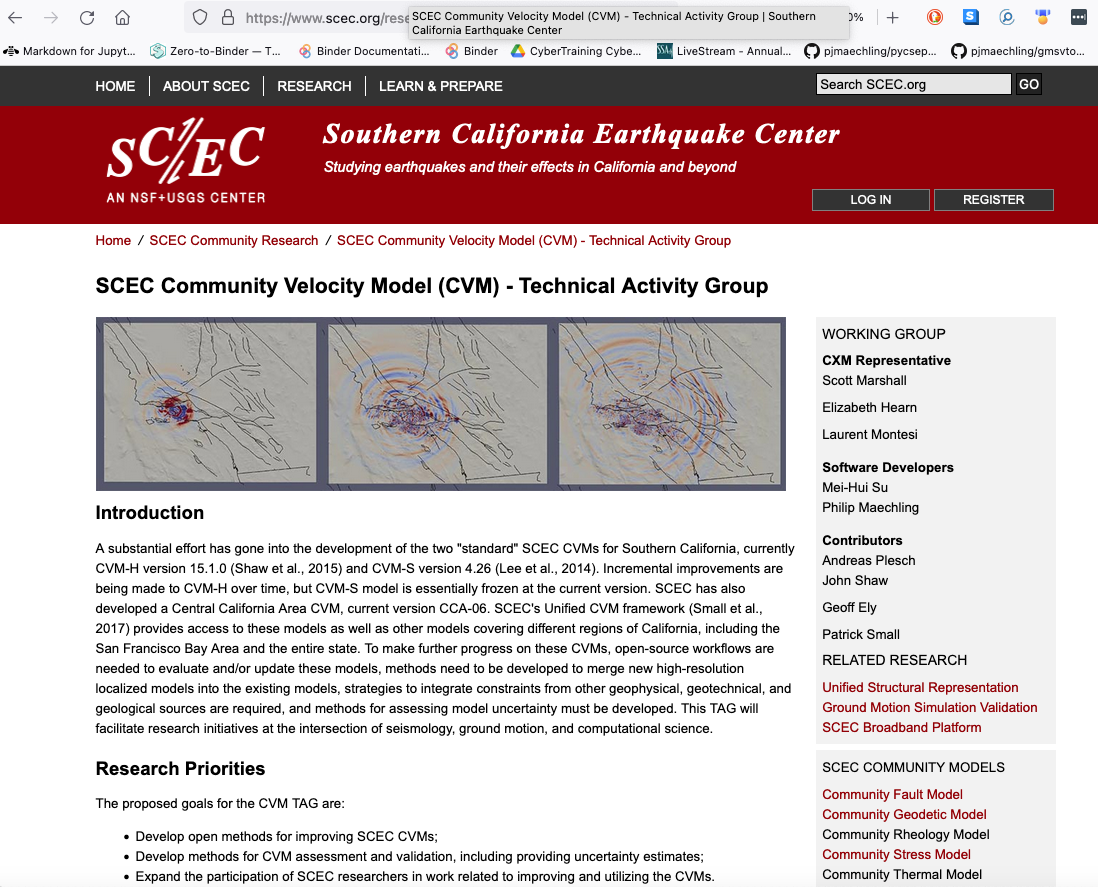 https://www.scec.org/rese
SCEC Community Velocity Model (CVM) - Technical Activity Group | Southern
California Earthquake Center
0%
Markdown for Jupyt...
Zero-to-Binder — T...
Binder Documentati...
Binder
CyberTraining Cybe...
LiveStream - Annual...
pjmaechling/pycsep...
pjmaechling/gmsvto...
HOME
ABOUT SCEC
RESEARCH
LEARN & PREPARE
Search SCEC.org
GO
SC/EC
AN NSF+USGS CENTER
Southern California Earthquake Center
Studying earthquakes and their effects in California and beyond
LOG IN
REGISTER
Home / SCEC Community Research / SCEC Community Velocity Model (CVM) - Technical Activity Group
SCEC Community Velocity Model (CVM) - Technical Activity Group
Introduction
A substantial effort has gone into the development of the two "standard" SCEC CVMs for Southern California, currently
CVM-H version 15.1.0 (Shaw et al., 2015) and CVM-S version 4.26 (Lee et al., 2014). Incremental improvements are
being made to CVM-H over time, but CVM-S model is essentially frozen at the current version. SCEC has also
developed a Central California Area CVM, current version CCA-06. SCEC's Unified CVM framework (Small et al.,
2017) provides access to these models as well as other models covering different regions of California, including the
San Francisco Bay Area and the entire state. To make further progress on these CVMs, open-source workflows are
needed to evaluate and/or update these models, methods need to be developed to merge new high-resolution
localized models into the existing models, strategies to integrate constraints from other geophysical, geotechnical, and
geological sources are required, and methods for assessing model uncertainty must be developed. This TAG will
facilitate research initiatives at the intersection of seismology, ground motion, and computational science.
Research Priorities
The proposed goals for the CVM TAG are:
• Develop open methods for improving SCEC CVMs;
• Develop methods for CVM assessment and validation, including providing uncertainty estimates;
• Expand the participation of SCEC researchers in work related to improving and utilizing the CVMs.
WORKING GROUP
CXM Representative
Scott Marshall
Elizabeth Hearn
Laurent Montesi
Software Developers
Mei-Hui Su
Philip Maechling
Contributors
Andreas Plesch
John Shaw
Geoff Ely
Patrick Small
RELATED RESEARCH
Unified Structural Representation
Ground Motion Simulation Validation
SCEC Broadband Platform
SCEC COMMUNITY MODELS
Community Fault Model
Community Geodetic Model
Community Rheology Model
Community Stress Model
Community Thermal Model